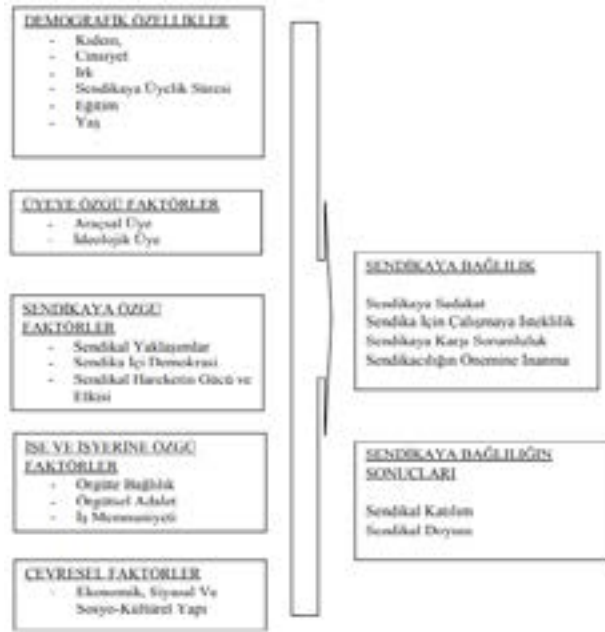 DEMOGRAFİK ÖZELLİKLER
- Kıdem,
- Cinsiyet
- Irk
- Sendikaya Üyelik Süresi
- Eğitim
- Yaş
ÜYEYE ÖZGÜ FAKTÖRLER
- Araçsal Üye
- İdeolojik Üye
SENDİKAYA ÖZGÜ
FAKTÖRLER
- Sendikal Yaklaşımlar
- Sendika İçi Demokrasi
- Sendikal Hareketin Gücü ve
Etkisi
İŞE VE İŞYERİNE ÖZGÜ
FAKTÖRLER
- Örgüte Bağlılık
- Örgütsel Adalet
- İş Memnuniyeti
ÇEVRESEL FAKTÖRLER
- Ekonomik, Siyasal Ve
Sosyo-Kültürel Yapı
SENDİKAYA BAĞLILIK
Sendikaya Sadakat
Sendika İçin Çalışmaya İsteklilik
Sendikaya Karşı Sorumluluk
Sendikacılığın Önemine İnanma
SENDİKAYA BAĞLILIĞIN
SONUÇLARI
Sendikal Katılım
Sendikal Doyum